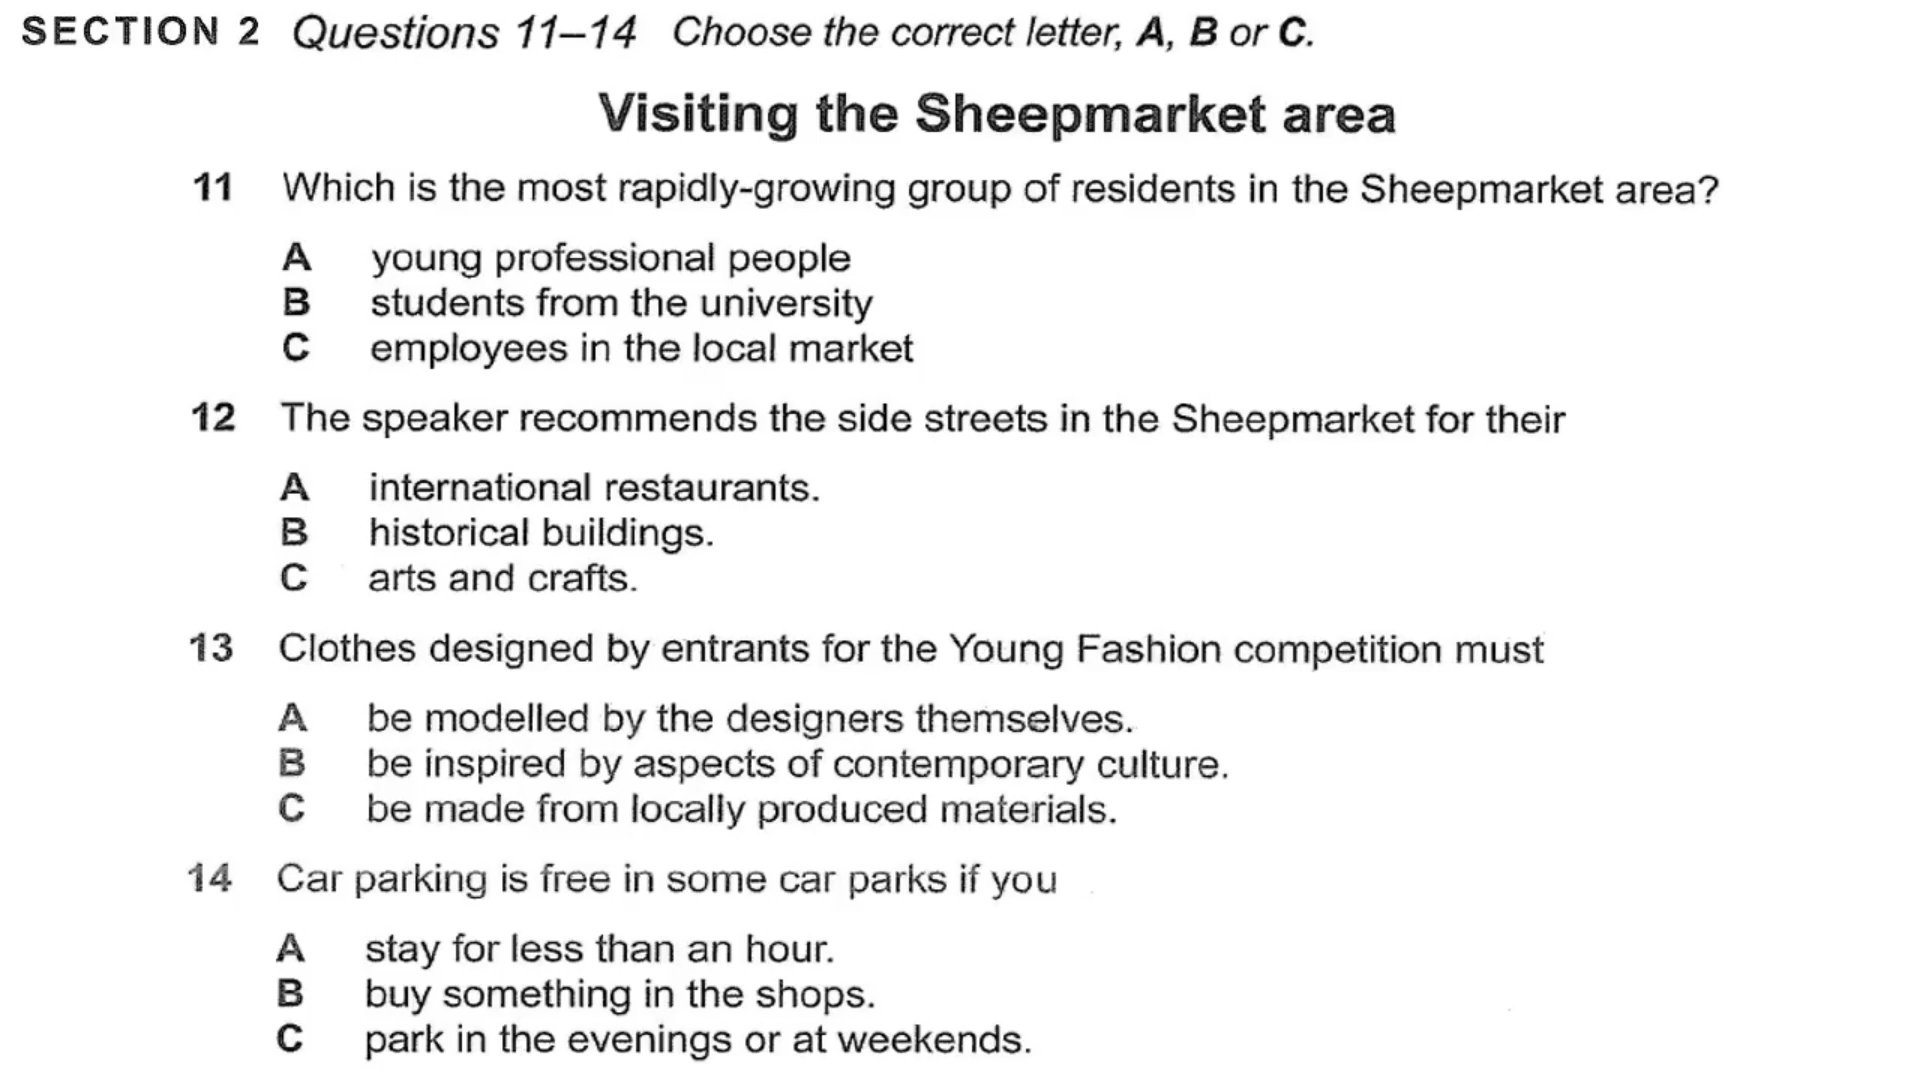 SECTION 2 Questions 11–14 Choose the correct letter, A, B or C.
Visiting the Sheepmarket area
11 Which is the most rapidly-growing group of residents in the Sheepmarket area?
A young professional people
B students from the university
C employees in the local market
12 The speaker recommends the side streets in the Sheepmarket for their
A international restaurants.
B historical buildings.
C arts and crafts.
13 Clothes designed by entrants for the Young Fashion competition must
A be modelled by the designers themselves.
B be inspired by aspects of contemporary culture.
C be made from locally produced materials.
14 Car parking is free in some car parks if you
A stay for less than an hour.
B buy something in the shops.
C park in the evenings or at weekends.